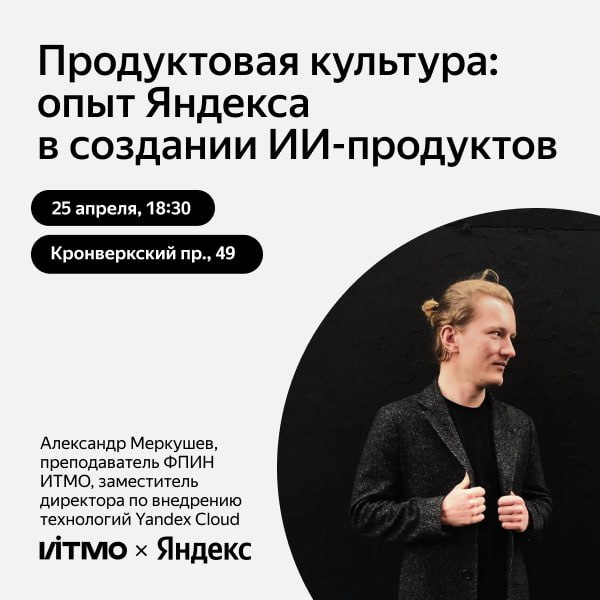 Продуктовая культура:
опыт Яндекса
в создании ИИ-продуктов
25 апреля, 18:30
Кронверкский пр., 49
Александр Меркушев,
преподаватель ФПИН
ИТМО, заместитель
директора по внедрению
технологий Yandex Cloud
ИТМО × Яндекс